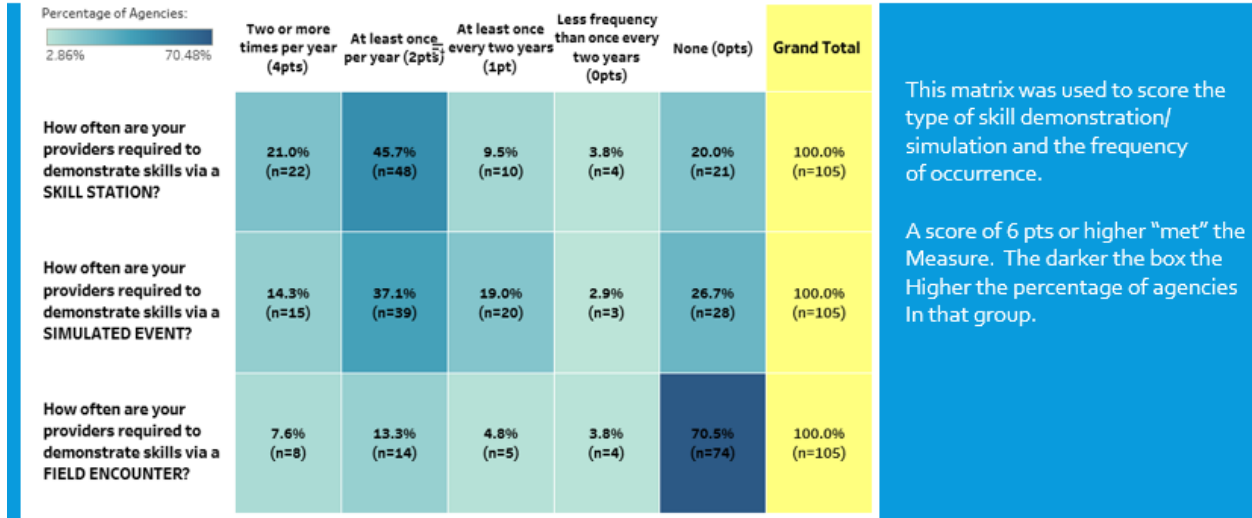 Percentage of Agencies:
2.86% 70.48%
Two or more
times per year
(4pts)
At least once
per year (2pts)
At least once
every two years
(1pt)
Less frequency
than once every
two years
(0pts)
None (0pts)
Grand Total
How often are your
providers required to
demonstrate skills via a
SKILL STATION?
21.0%
(n=22)
45.7%
(n=48)
9.5%
(n=10)
3.8%
(n=4)
20.0%
(n=21)
100.0%
(n=105)
How often are your
providers required to
demonstrate skills via a
SIMULATED EVENT?
14.3%
(n=15)
37.1%
(n=39)
19.0%
(n=20)
2.9%
(n=3)
26.7%
(n=28)
100.0%
(n=105)
How often are your
providers required to
demonstrate skills via a
FIELD ENCOUNTER?
7.6%
(n=8)
13.3%
(n=14)
4.8%
(n=5)
3.8%
(n=4)
70.5%
(n=74)
100.0%
(n=105)
This matrix was used to score the
type of skill demonstration/
simulation and the frequency
of occurrence.
A score of 6 pts or higher “met” the
Measure. The darker the box the
Higher the percentage of agencies
In that group.